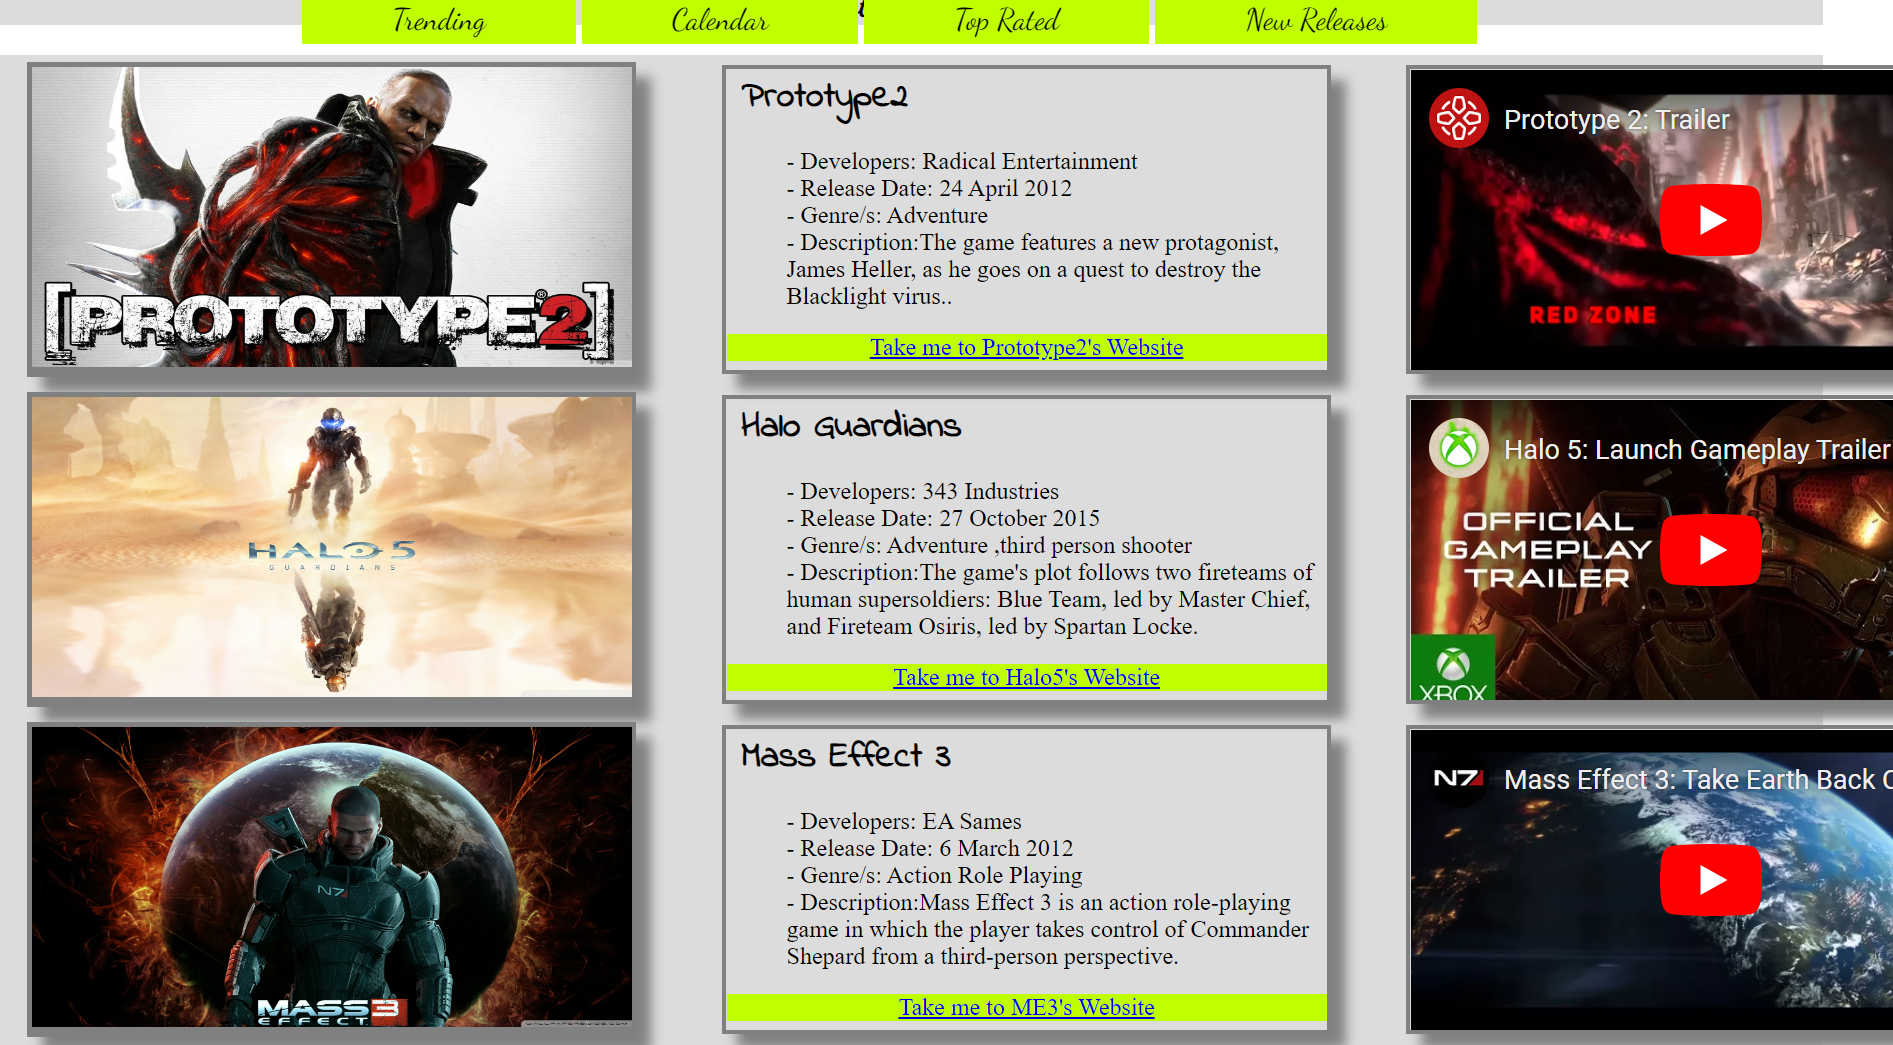 Trending
Calendar
Top Rated
New Releases
[PROTOTYPE2]®
Prototype2
- Developers: Radical Entertainment
- Release Date: 24 April 2012
- Genre/s: Adventure
- Description:The game features a new protagonist,
James Heller, as he goes on a quest to destroy the
Blacklight virus..
Take me to Prototype2's Website
Prototype 2: Trailer
RED ZONE
HALO 5
GUARDIANS
Halo Guardians
- Developers: 343 Industries
- Release Date: 27 October 2015
- Genre/s: Adventure ,third person shooter
- Description:The game's plot follows two fireteams of
human supersoldiers: Blue Team, led by Master Chief,
and Fireteam Osiris, led by Spartan Locke.
Take me to Halo5's Website
Halo 5: Launch Gameplay Trailer
OFFICIAL
GAMEPLAY
TRAILER
XBOX
N7
MASS 3
EFFECT
Mass Effect 3
- Developers: EA Sames
- Release Date: 6 March 2012
- Genre/s: Action Role Playing
- Description:Mass Effect 3 is an action role-playing
game in which the player takes control of Commander
Shepard from a third-person perspective.
Take me to ME3's Website
N7
Mass Effect 3: Take Earth Back